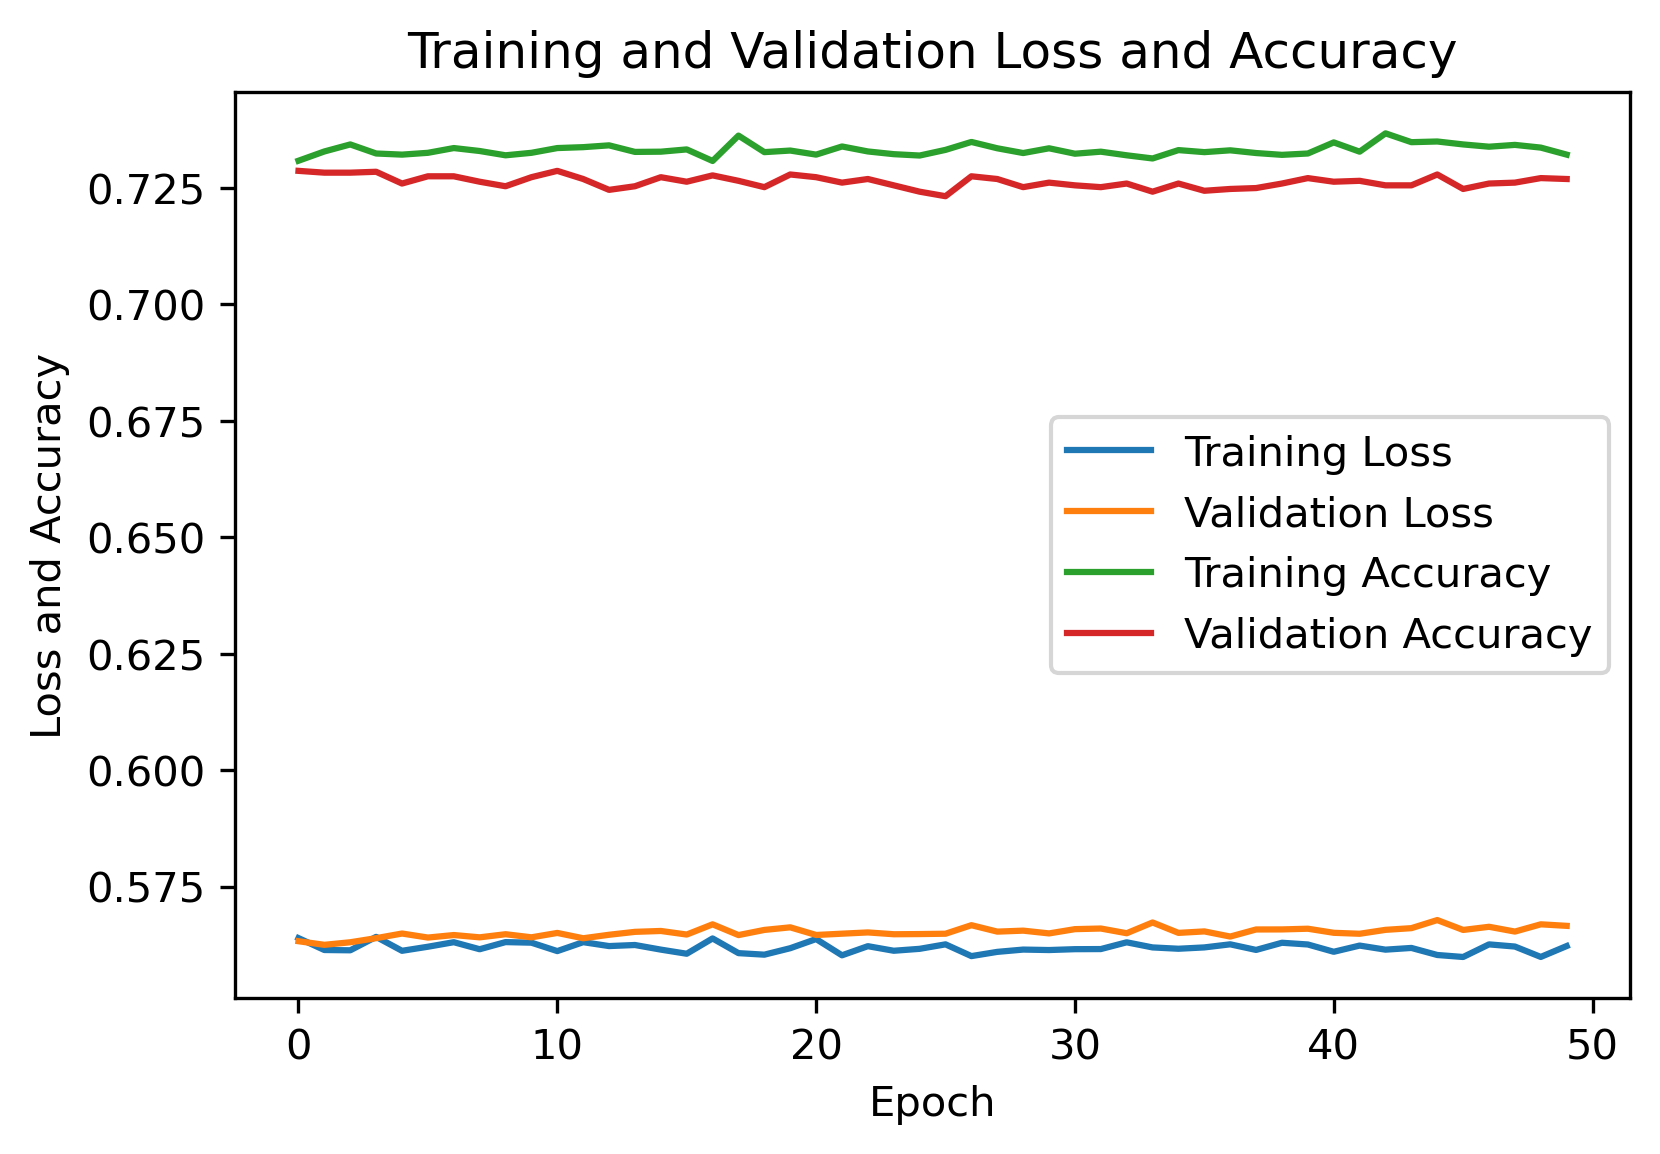 Training and Validation Loss and Accuracy
Loss and Accuracy
0.725
0.700
0.675
0.650
0.625
0.600
0.575
Training Loss
Validation Loss
Training Accuracy
Validation Accuracy
0 10 20 30 40 50
Epoch